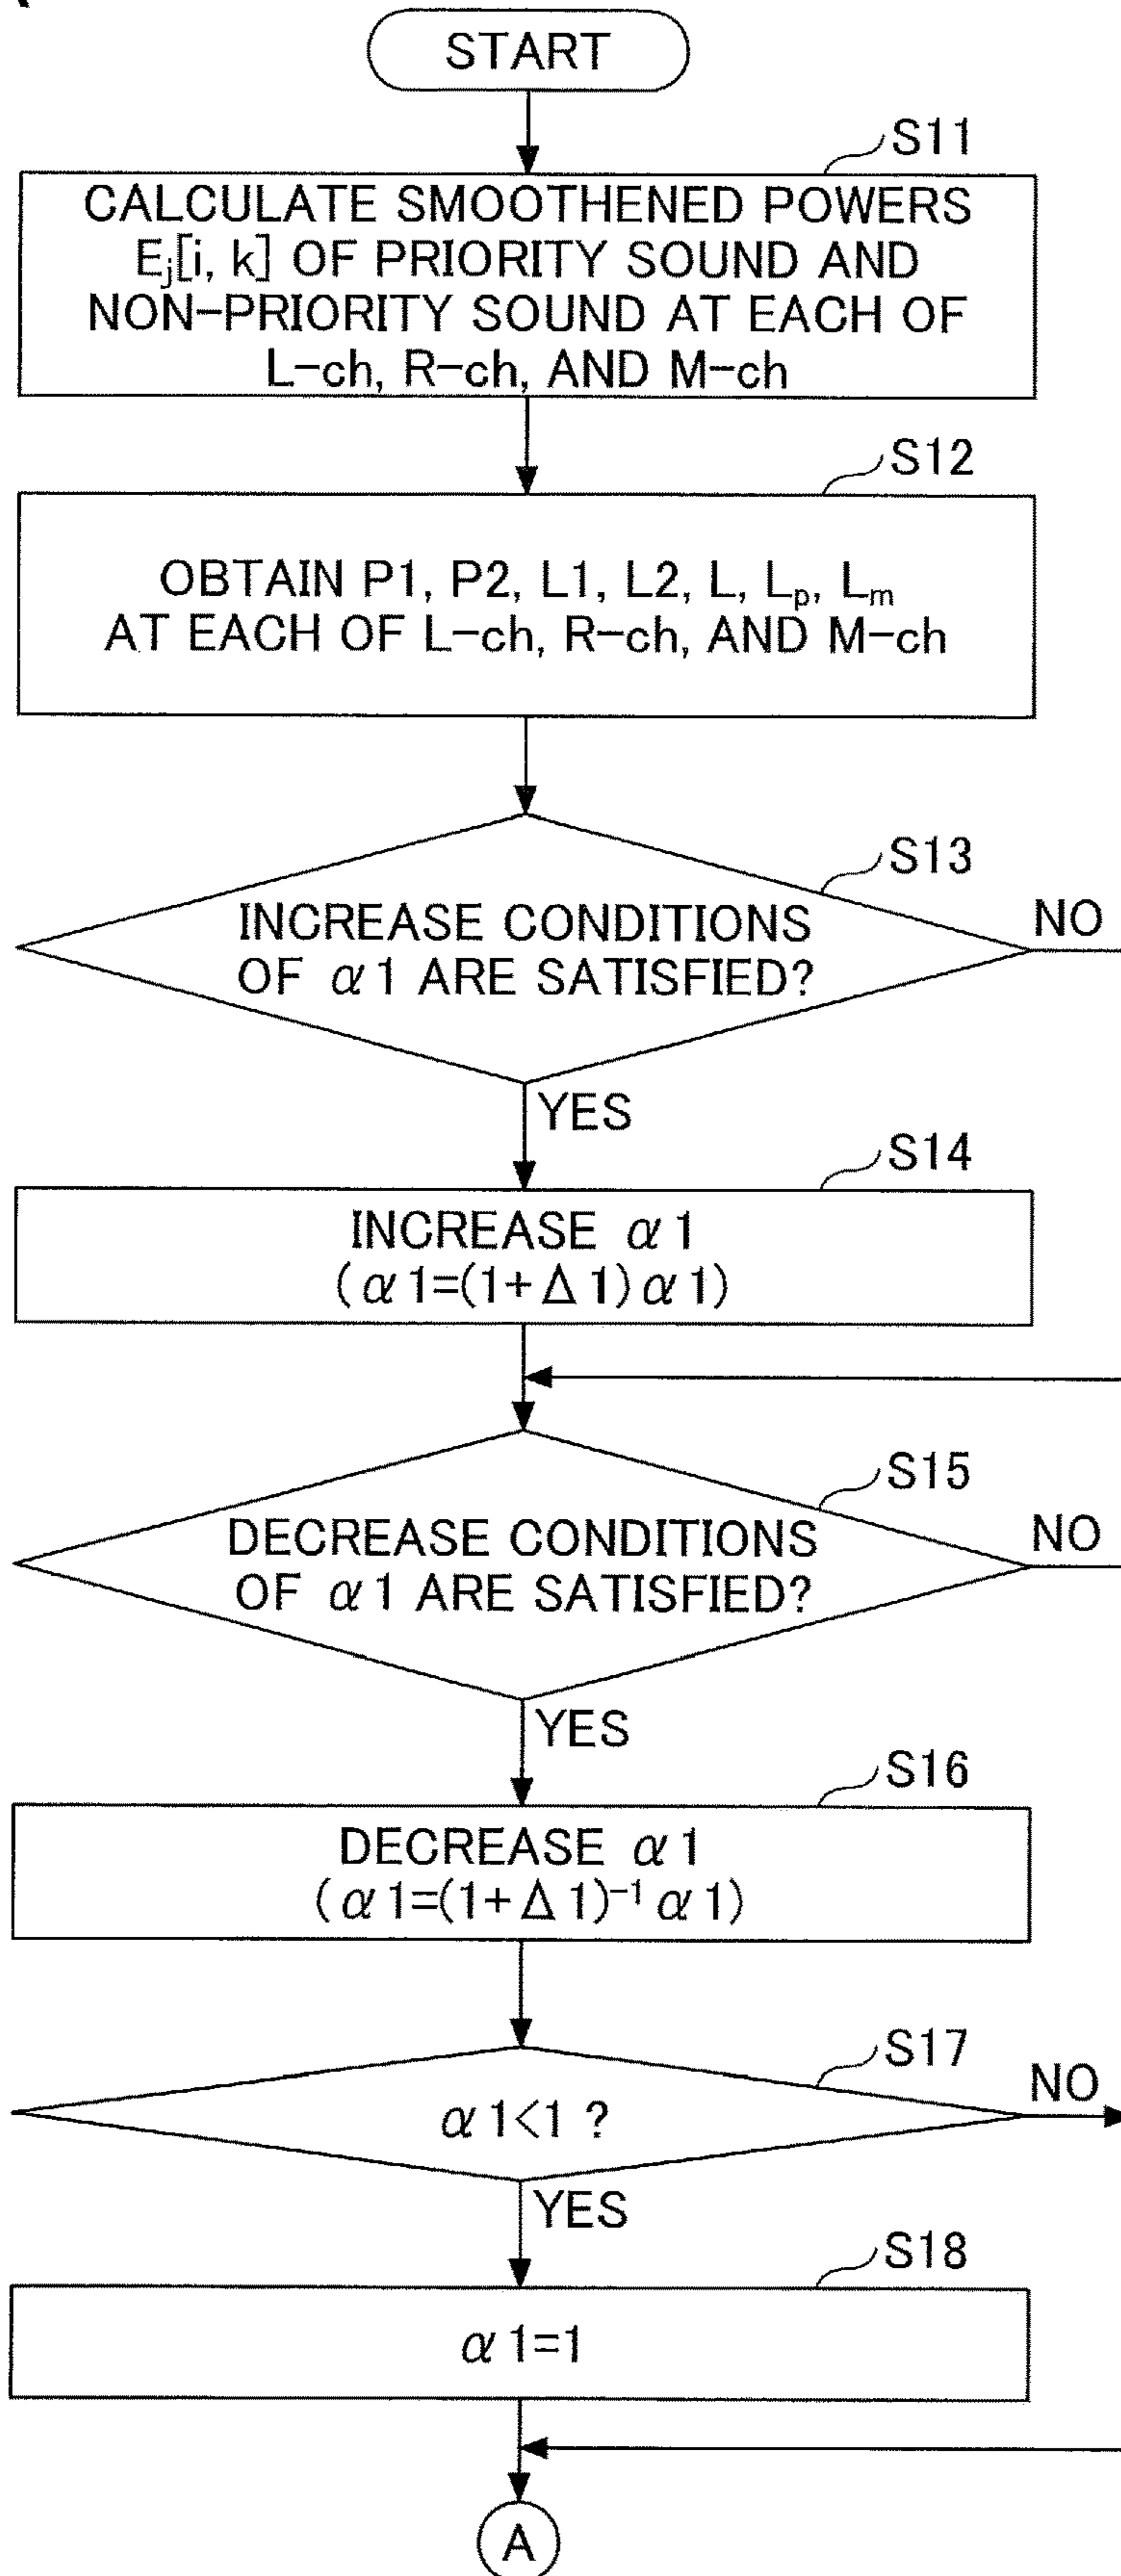 START
S11
CALCULATE SMOOTHENED POWERS
Ej[i, k] OF PRIORITY SOUND AND
NON-PRIORITY SOUND AT EACH OF
L-ch, R-ch, AND M-ch
S12
OBTAIN P1, P2, L1, L2, L, Lp, Lm
AT EACH OF L-ch, R-ch, AND M-ch
S13
INCREASE CONDITIONS
OF α1 ARE SATISFIED?
NO
YES
S14
INCREASE α1
(α1=(1+Δ1)α1)
S15
DECREASE CONDITIONS
OF α1 ARE SATISFIED?
NO
YES
S16
DECREASE α1
(α1=(1+Δ1)⁻¹α1)
S17
α1<1 ?
NO
YES
S18
α1=1
A